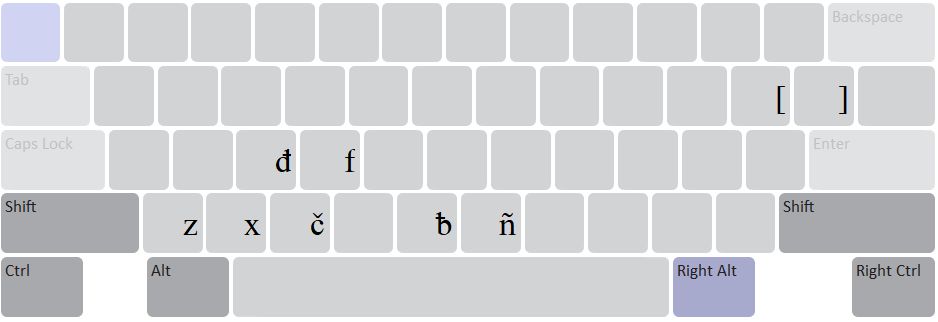 Backspace
Tab [ ]
Caps Lock đ f Enter
Shift z x č ƀ ñ Shift
Ctrl Alt Right Alt Right Ctrl